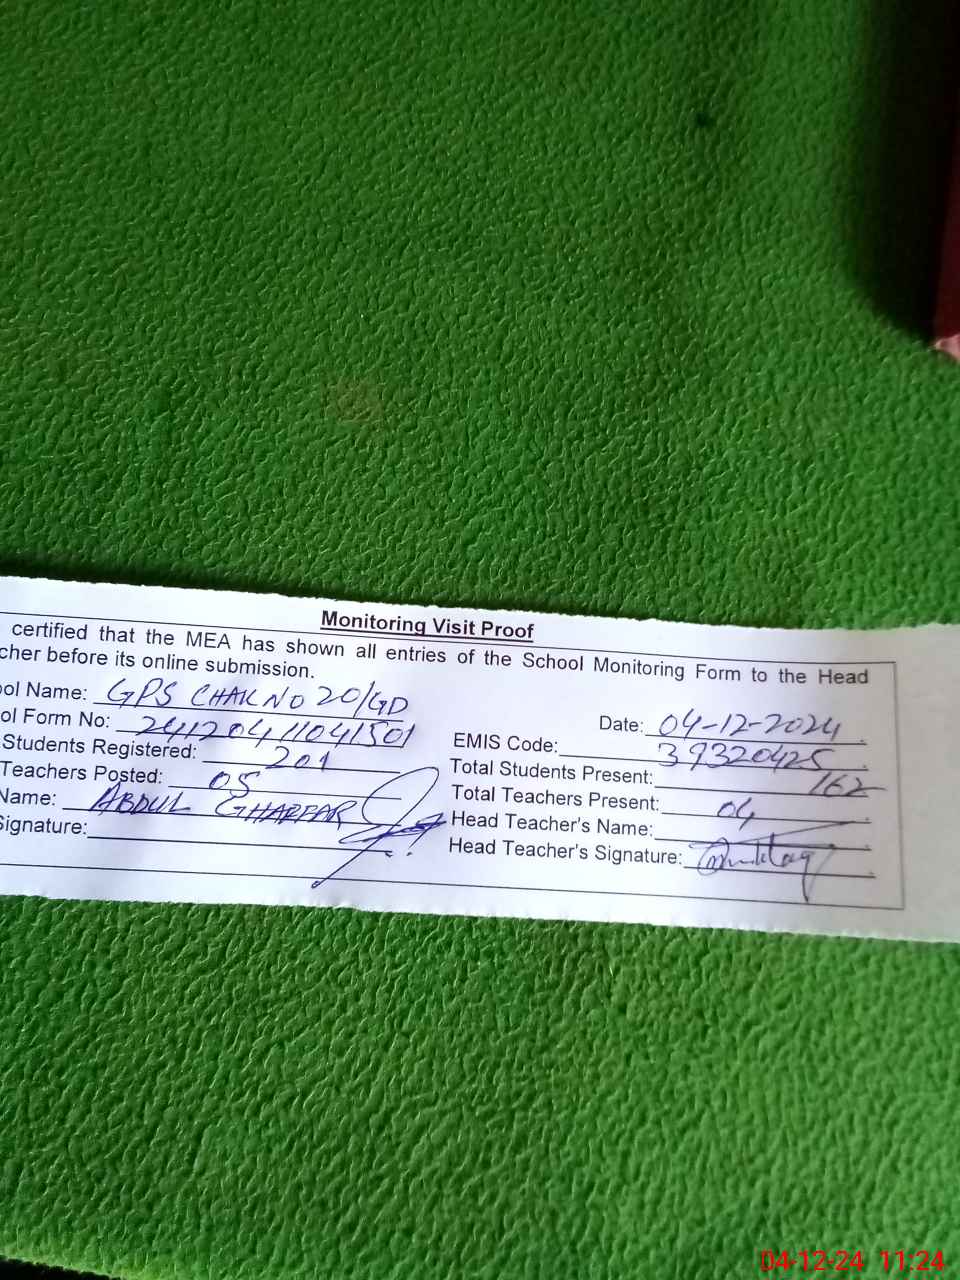 Monitoring Visit Proof
certified that the MEA has shown all entries of the School Monitoring Form to the Head
cher before its online submission.
ool Name: GPS CHAK NO 20/GD
Date: 04-12-2024
ol Form No: 24120411041501
EMIS Code: 39320425
Students Registered: 201
Total Students Present: 162
Teachers Posted: 05
Total Teachers Present: 04
Name: ABDUL GHAFFAR
Head Teacher's Name:
Signature:
Head Teacher's Signature:
04-12-24 11:24